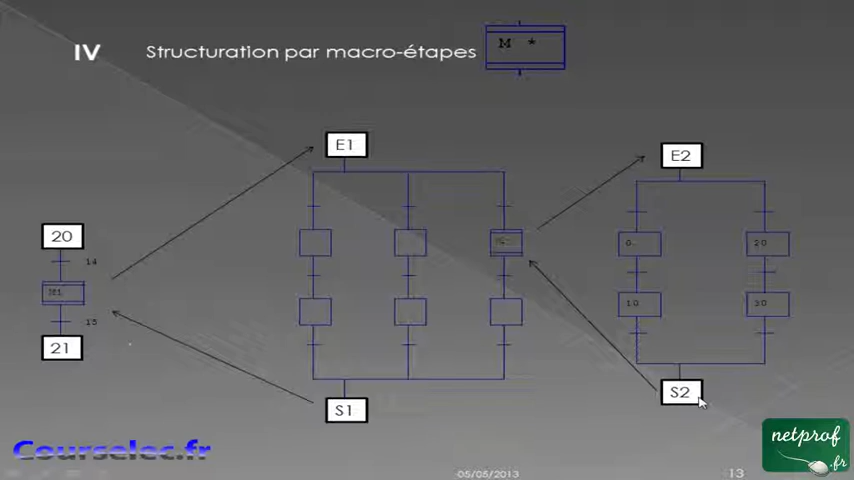 IV Structuration par macro-étapes M *
E1
E2
20
14
M1
15
21
0
20
10
30
S1
S2
Courselec.fr
netprof
.fr
05/05/2013
13